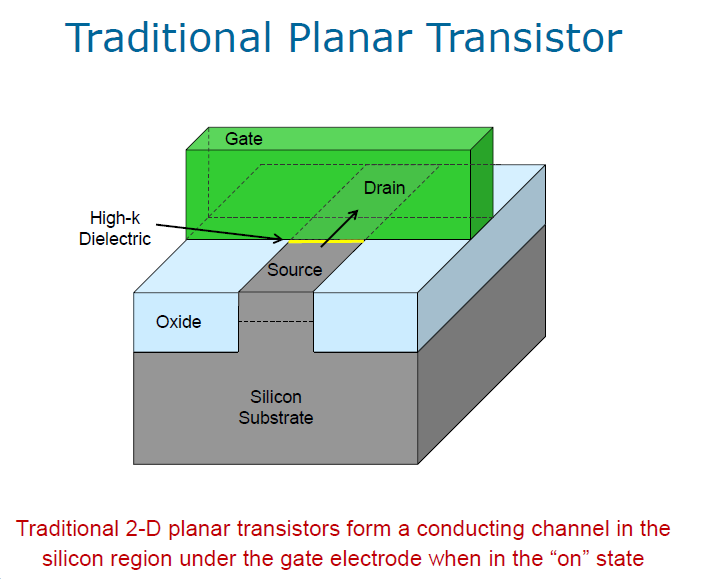 Traditional Planar Transistor
Gate
Drain
High-k
Dielectric
Source
Oxide
Silicon
Substrate
Traditional 2-D planar transistors form a conducting channel in the
silicon region under the gate electrode when in the “on” state